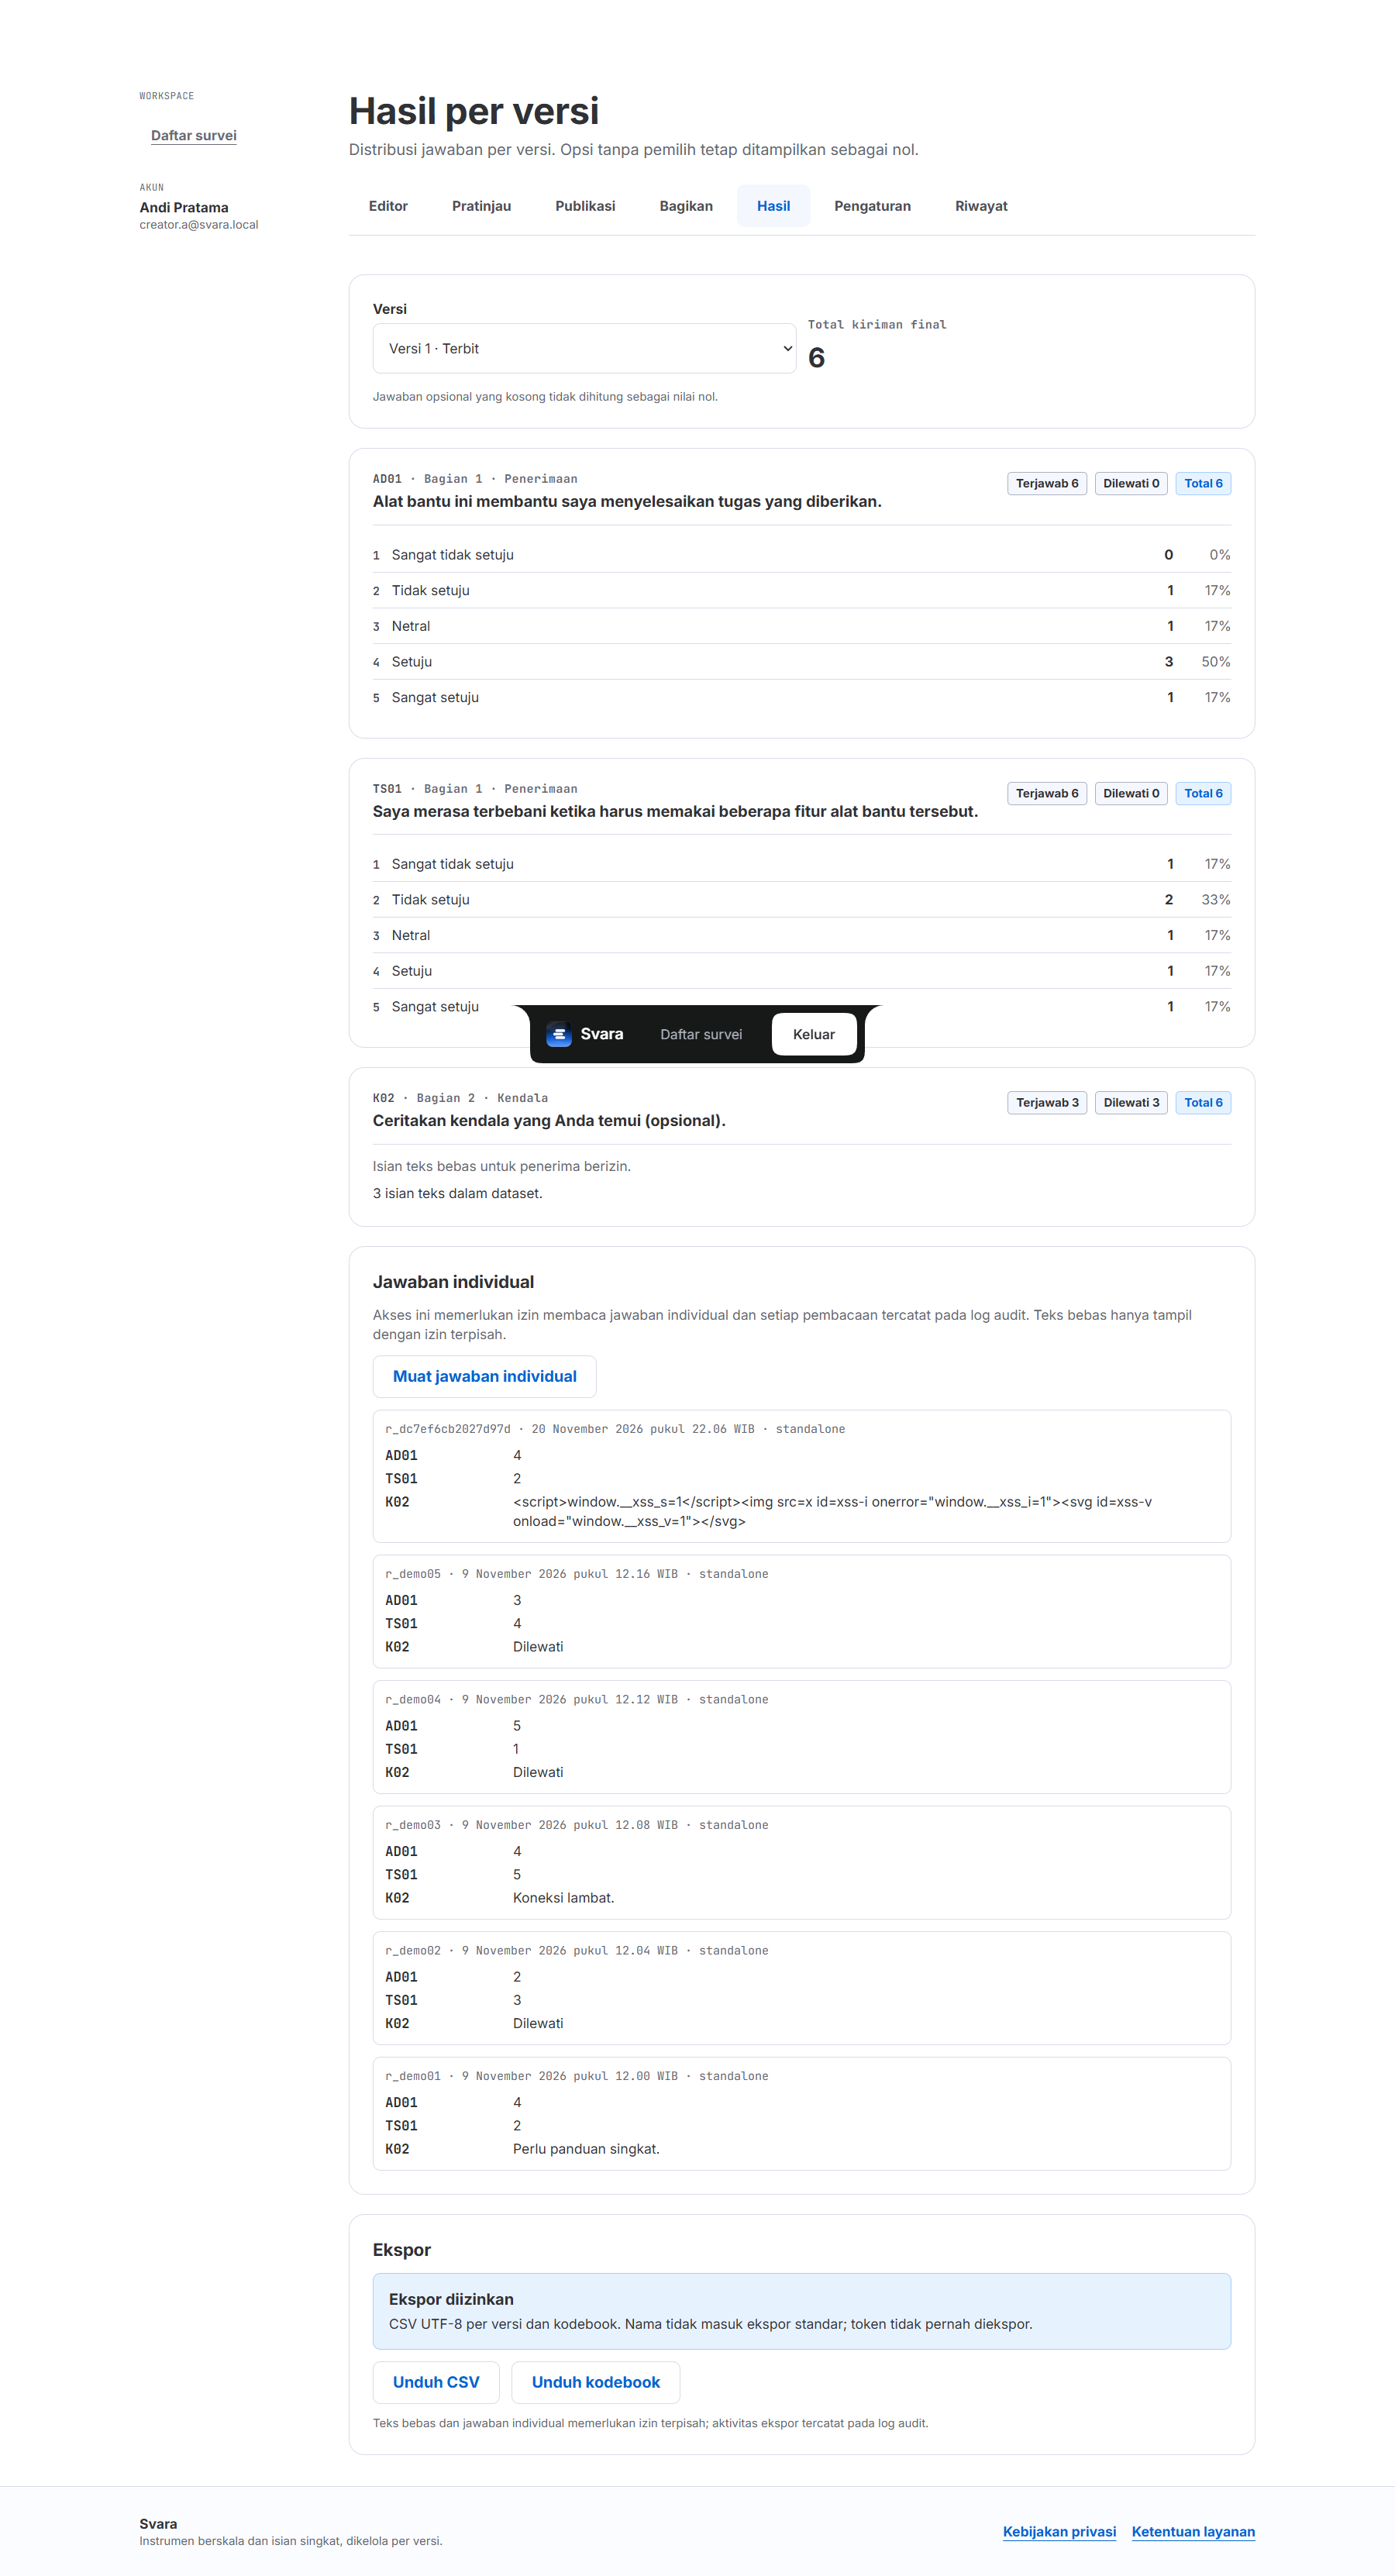 WORKSPACE
Daftar survei
AKUN
Andi Pratama
creator.a@svara.local
Hasil per versi
Distribusi jawaban per versi. Opsi tanpa pemilih tetap ditampilkan sebagai nol.
Editor Pratinjau Publikasi Bagikan Hasil Pengaturan Riwayat
Versi
Versi 1 · Terbit
Total kiriman final
6
Jawaban opsional yang kosong tidak dihitung sebagai nilai nol.
AD01 · Bagian 1 · Penerimaan
Alat bantu ini membantu saya menyelesaikan tugas yang diberikan.
Terjawab 6 Dilewati 0 Total 6
1 Sangat tidak setuju 0 0%
2 Tidak setuju 1 17%
3 Netral 1 17%
4 Setuju 3 50%
5 Sangat setuju 1 17%
TS01 · Bagian 1 · Penerimaan
Saya merasa terbebani ketika harus memakai beberapa fitur alat bantu tersebut.
Terjawab 6 Dilewati 0 Total 6
1 Sangat tidak setuju 1 17%
2 Tidak setuju 2 33%
3 Netral 1 17%
4 Setuju 1 17%
5 Sangat setuju 1 17%
Svara Daftar survei Keluar
K02 · Bagian 2 · Kendala
Ceritakan kendala yang Anda temui (opsional).
Terjawab 3 Dilewati 3 Total 6
Isian teks bebas untuk penerima berizin.
3 isian teks dalam dataset.
Jawaban individual
Akses ini memerlukan izin membaca jawaban individual dan setiap pembacaan tercatat pada log audit. Teks bebas hanya tampil
dengan izin terpisah.
Muat jawaban individual
r_dc7ef6cb2027d97d · 20 November 2026 pukul 22.06 WIB · standalone
AD01 4
TS01 2
K02 <script>window.__xss_s=1</script><img src=x id=xss-i onerror="window.__xss_i=1"><svg id=xss-v
onload="window.__xss_v=1"></svg>
r_demo05 · 9 November 2026 pukul 12.16 WIB · standalone
AD01 3
TS01 4
K02 Dilewati
r_demo04 · 9 November 2026 pukul 12.12 WIB · standalone
AD01 5
TS01 1
K02 Dilewati
r_demo03 · 9 November 2026 pukul 12.08 WIB · standalone
AD01 4
TS01 5
K02 Koneksi lambat.
r_demo02 · 9 November 2026 pukul 12.04 WIB · standalone
AD01 2
TS01 3
K02 Dilewati
r_demo01 · 9 November 2026 pukul 12.00 WIB · standalone
AD01 4
TS01 2
K02 Perlu panduan singkat.
Ekspor
Ekspor diizinkan
CSV UTF-8 per versi dan kodebook. Nama tidak masuk ekspor standar; token tidak pernah diekspor.
Unduh CSV Unduh kodebook
Teks bebas dan jawaban individual memerlukan izin terpisah; aktivitas ekspor tercatat pada log audit.
Svara
Instrumen berskala dan isian singkat, dikelola per versi.
Kebijakan privasi Ketentuan layanan